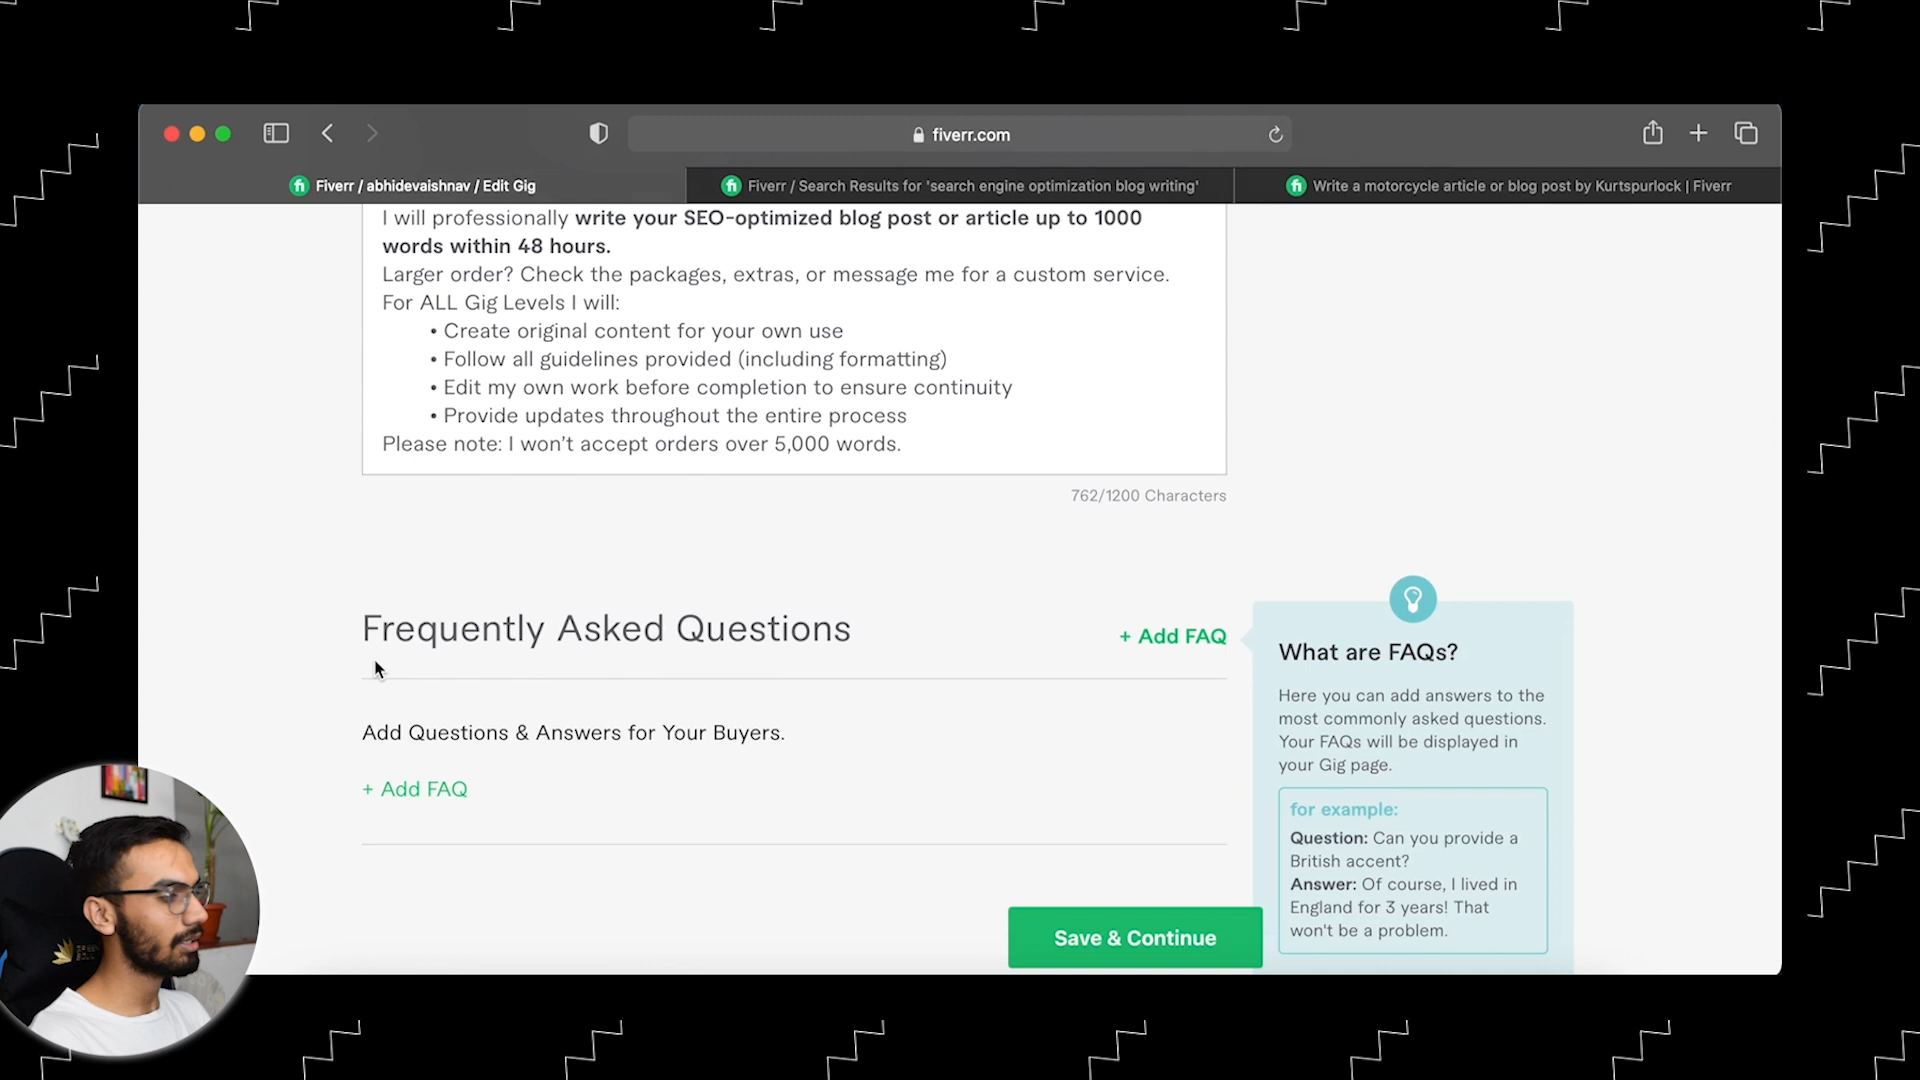 fiverr.com
Fiverr / abhidevaishnav / Edit Gig
Fiverr / Search Results for 'search engine optimization blog writing'
Write a motorcycle article or blog post by Kurtspurlock | Fiverr
I will professionally write your SEO-optimized blog post or article up to 1000
words within 48 hours.
Larger order? Check the packages, extras, or message me for a custom service.
For ALL Gig Levels I will:
• Create original content for your own use
• Follow all guidelines provided (including formatting)
• Edit my own work before completion to ensure continuity
• Provide updates throughout the entire process
Please note: I won't accept orders over 5,000 words.
762/1200 Characters
Frequently Asked Questions
+ Add FAQ
Add Questions & Answers for Your Buyers.
+ Add FAQ
Save & Continue
What are FAQs?
Here you can add answers to the
most commonly asked questions.
Your FAQs will be displayed in
your Gig page.
for example:
Question: Can you provide a
British accent?
Answer: Of course, I lived in
England for 3 years! That
won't be a problem.